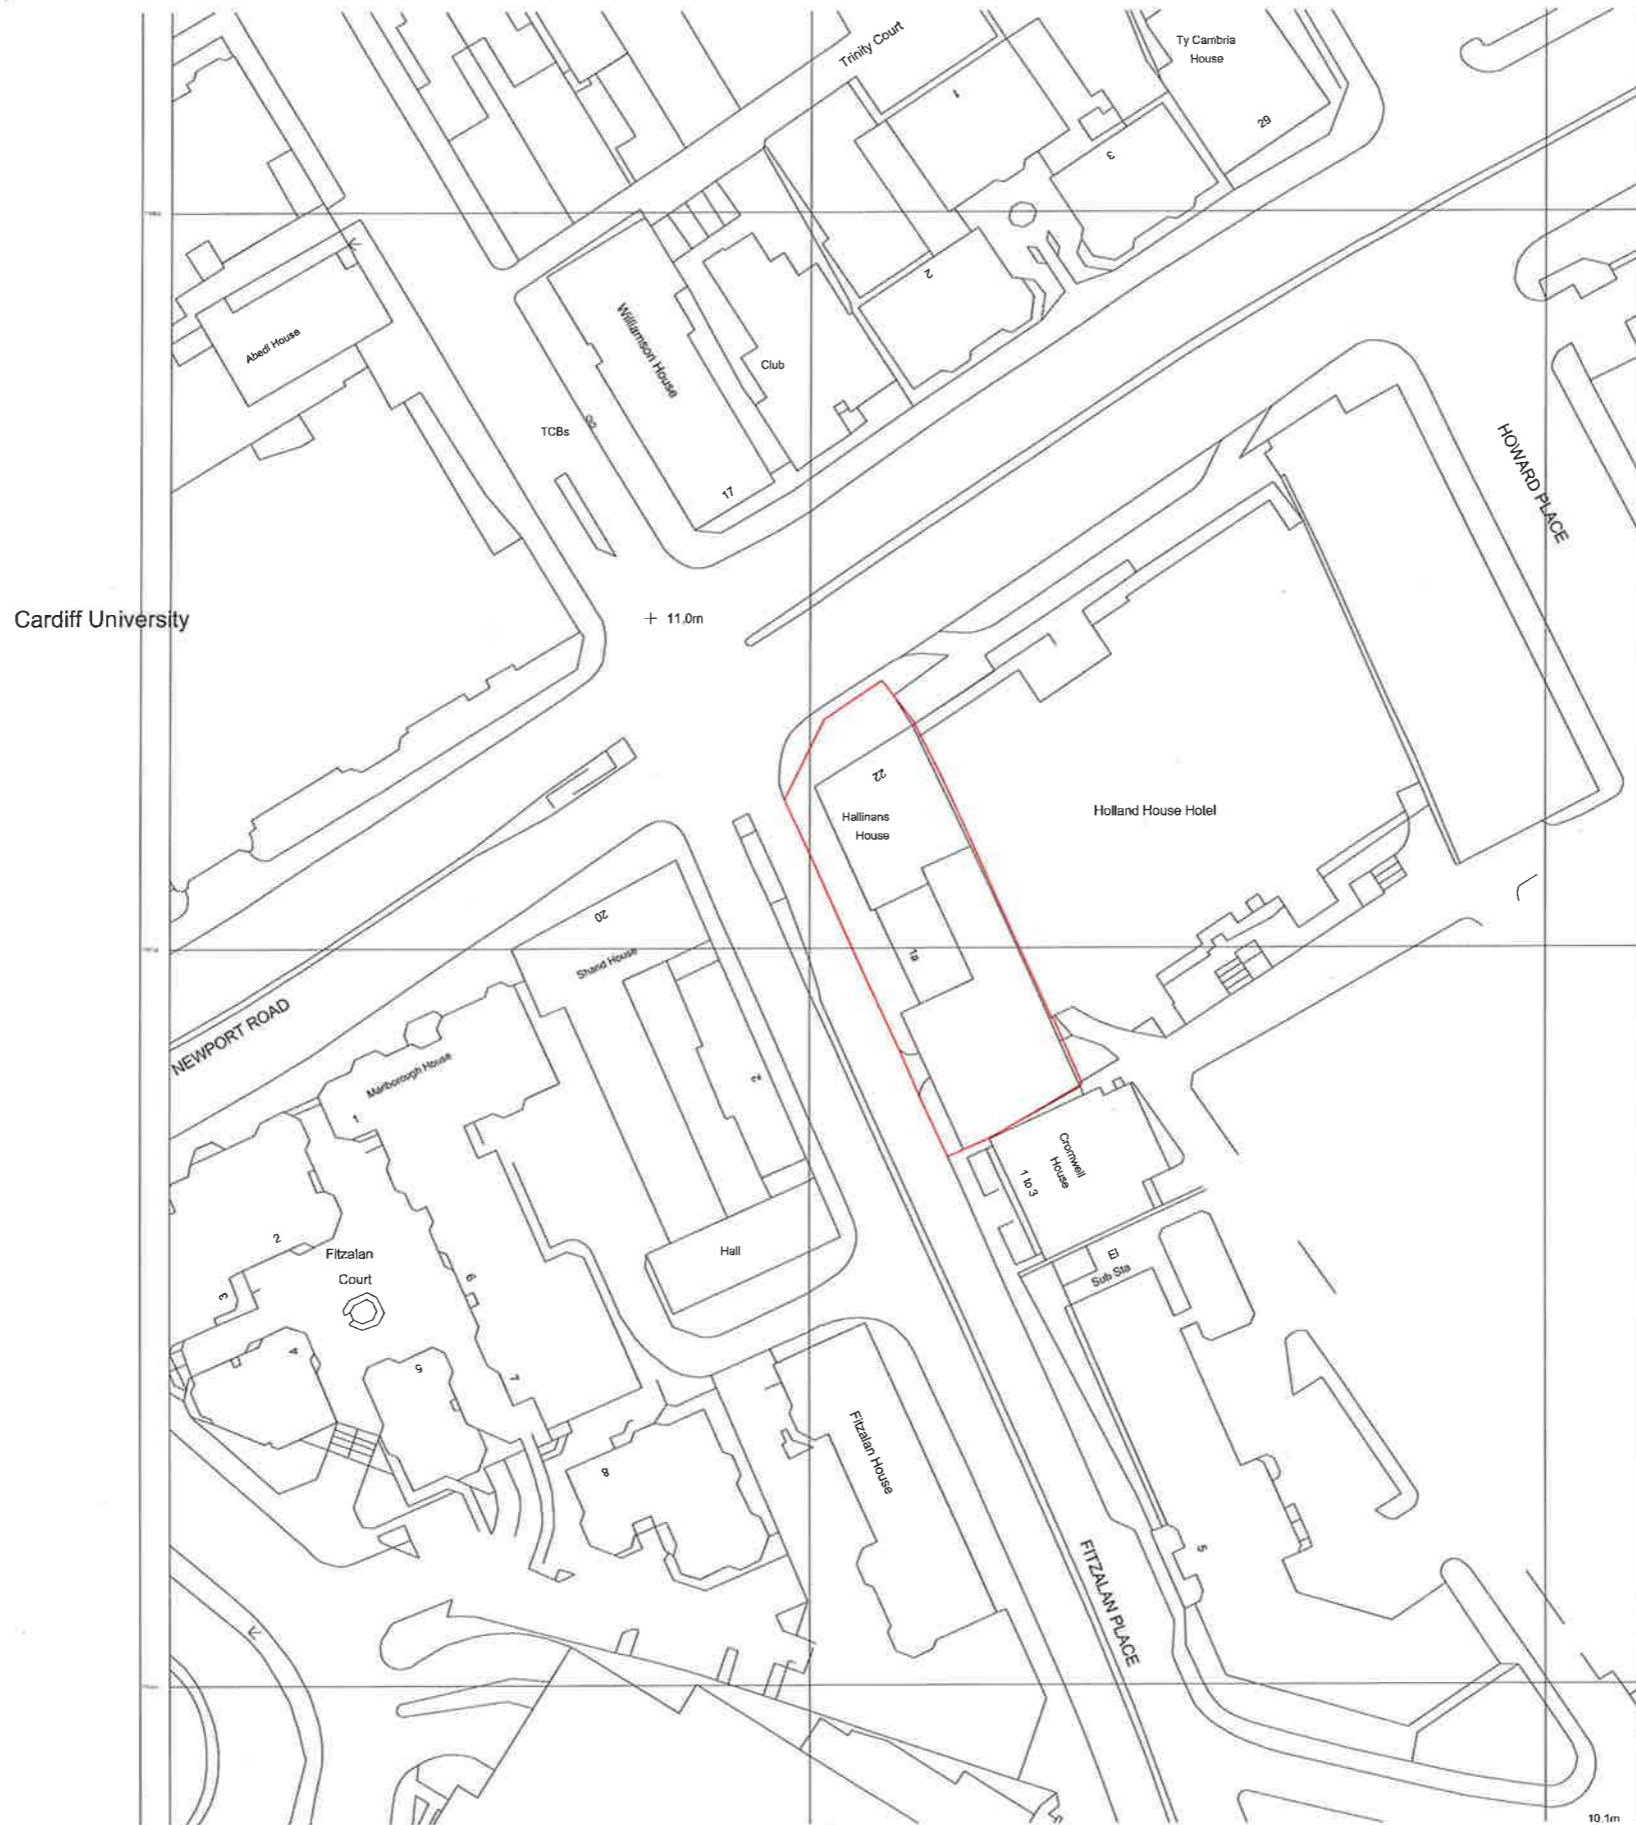 Trinity Court
Ty Cambria
House
29
1
3
2
Abedi House
Williamson House
Club
TCBs
17
HOWARD PLACE
Cardiff University
11.0m
22
Hallinans
House
Holland House Hotel
1a
20
Shand House
NEWPORT ROAD
Marlborough House
1
2
2
Fitzalan
Court
3
4
5
6
7
8
Hall
Cromwell
House
1 to 3
El
Sub Sta
Fitzalan House
FITZALAN PLACE
5
10.1m